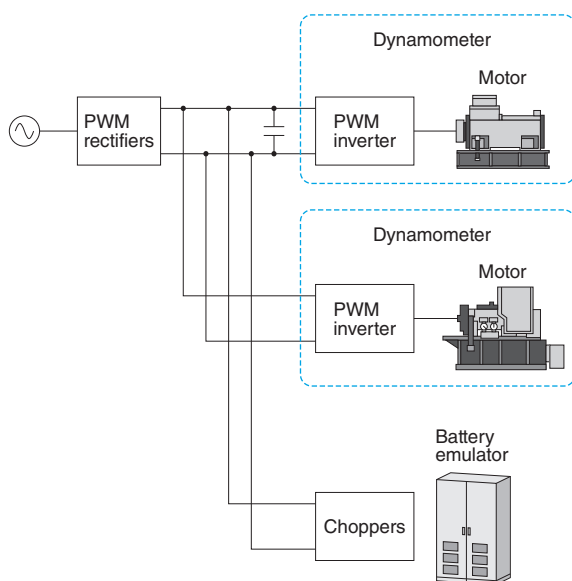 Dynamometer
Motor
PWM
rectifiers
PWM
inverter
Dynamometer
Motor
PWM
inverter
Battery
emulator
Choppers